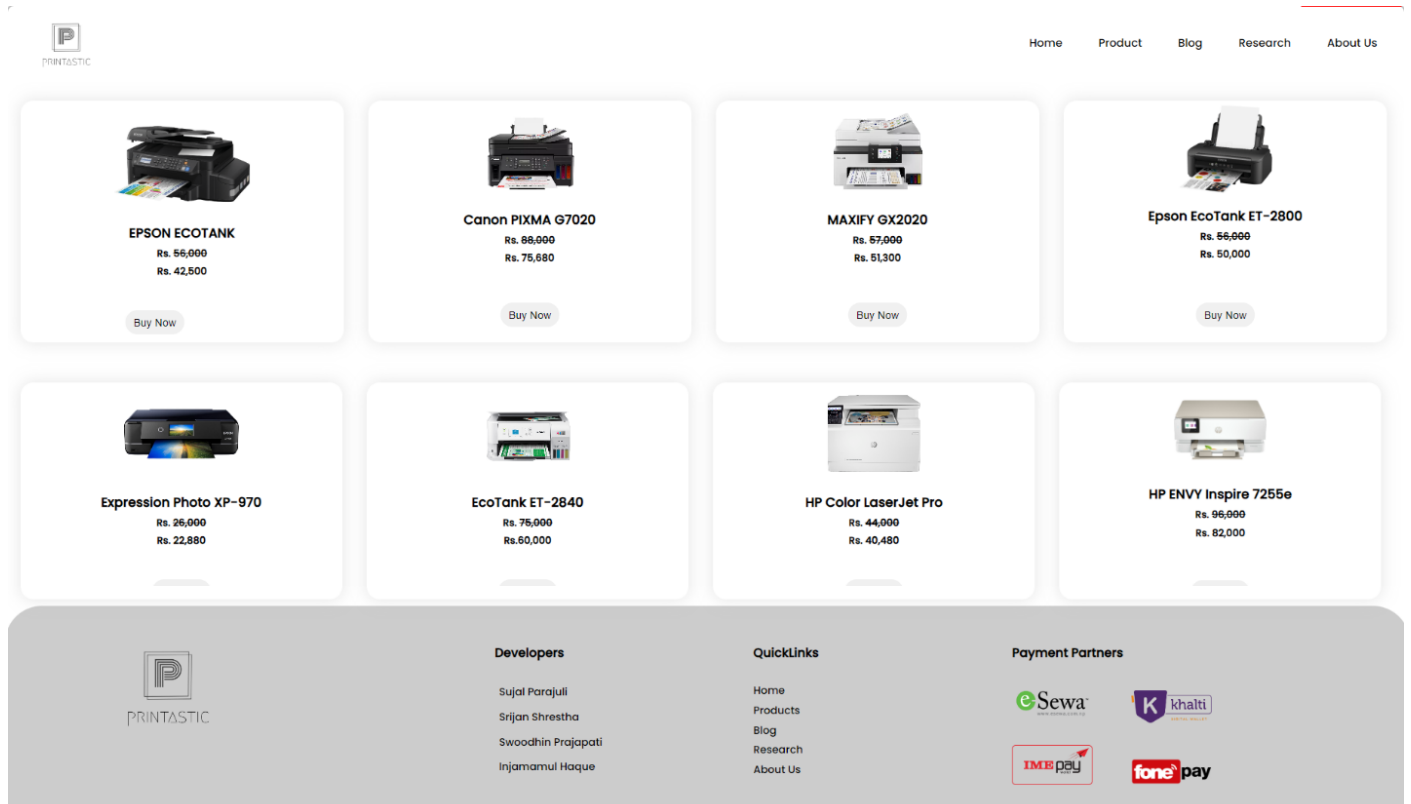 PRINTASTIC
Home Product Blog Research About Us
EPSON ECOTANK
Rs. 56,000
Rs. 42,500
Buy Now
Canon PIXMA G7020
Rs. 88,000
Rs. 75,680
Buy Now
MAXIFY GX2020
Rs. 57,000
Rs. 51,300
Buy Now
Epson EcoTank ET-2800
Rs. 56,000
Rs. 50,000
Buy Now
Expression Photo XP-970
Rs. 26,000
Rs. 22,880
EcoTank ET-2840
Rs. 75,000
Rs.60,000
HP Color LaserJet Pro
Rs. 44,000
Rs. 40,480
HP ENVY Inspire 7255e
Rs. 96,000
Rs. 82,000
PRINTASTIC
Developers
Sujal Parajuli
Srijan Shrestha
Swoodhin Prajapati
Injamamul Haque
QuickLinks
Home
Products
Blog
Research
About Us
Payment Partners
eSewa
khalti
IME pay
fonepay